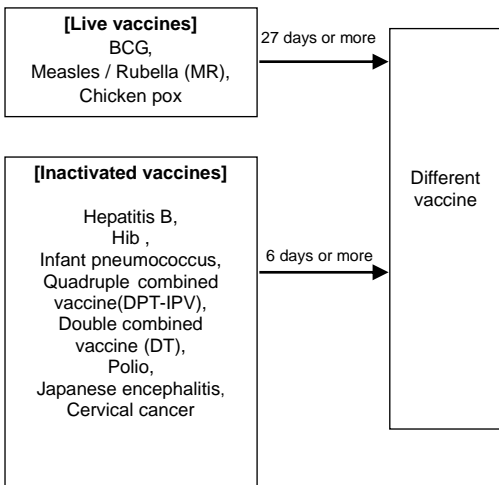 [Live vaccines]
BCG,
Measles / Rubella (MR),
Chicken pox
27 days or more
[Inactivated vaccines]
Hepatitis B,
Hib ,
Infant pneumococcus,
Quadruple combined
vaccine(DPT-IPV),
Double combined
vaccine (DT),
Polio,
Japanese encephalitis,
Cervical cancer
6 days or more
Different
vaccine